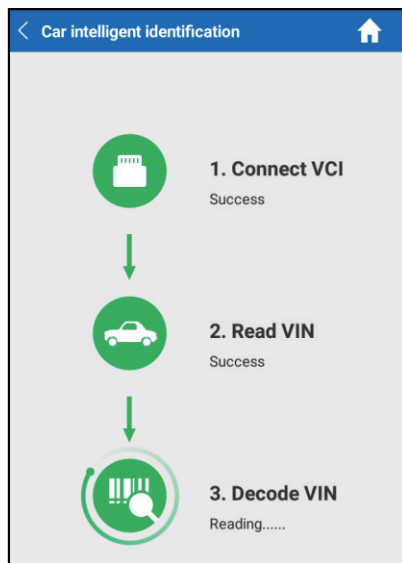 Car intelligent identification
1. Connect VCI
Success
2. Read VIN
Success
3. Decode VIN
Reading......